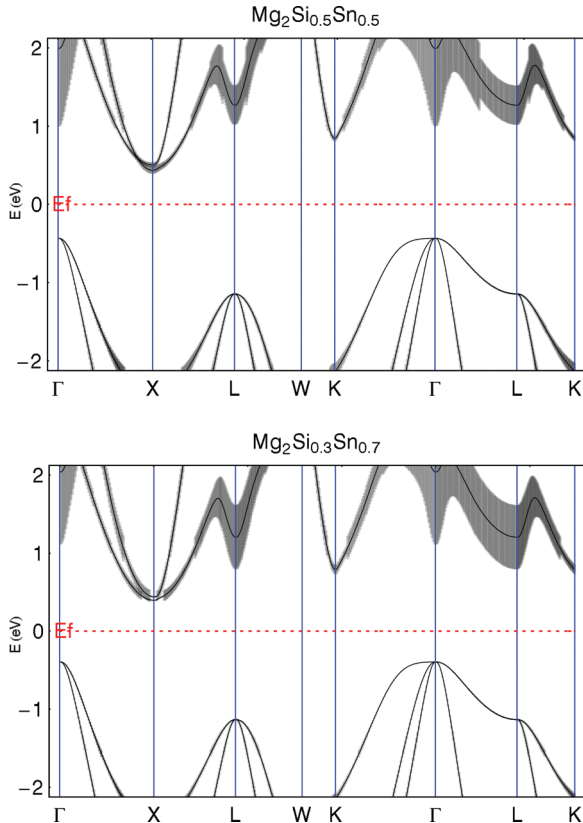 Mg₂Si₀.₅Sn₀.₅
2
1
Ef
0
E (eV)
−1
−2
Γ X L W K Γ L K
Mg₂Si₀.₃Sn₀.₇
2
1
Ef
0
E (eV)
−1
−2
Γ X L W K Γ L K